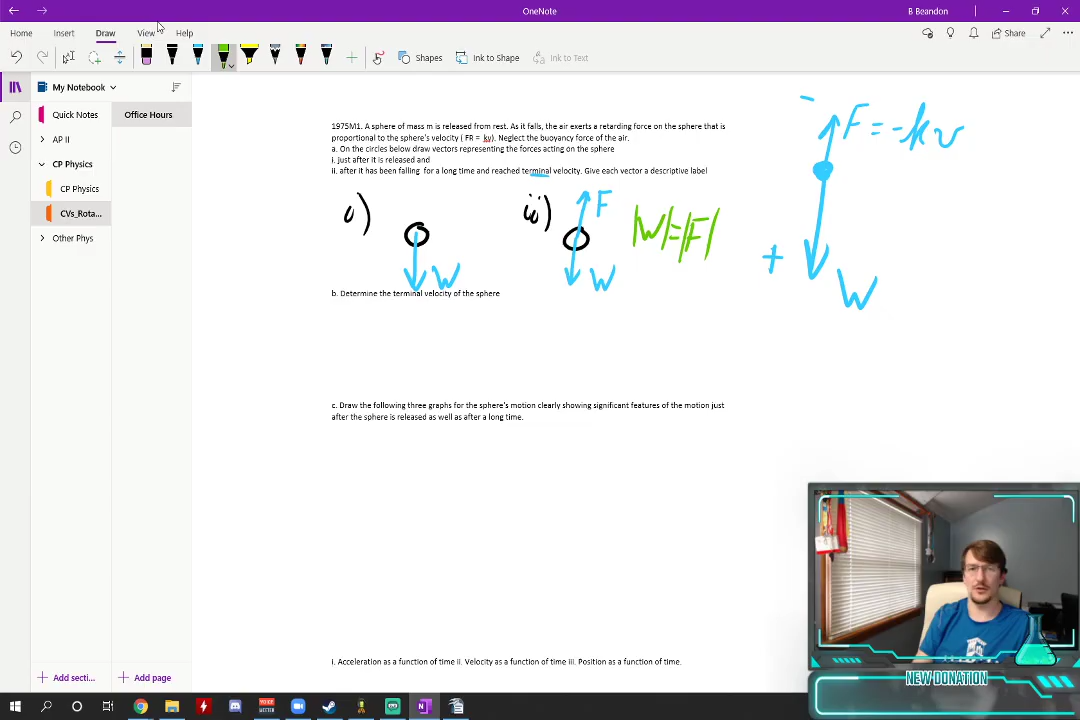 OneNote
B Beandon
Home Insert Draw View Help
Share
Shapes Ink to Shape Ink to Text
My Notebook
Quick Notes
AP II
CP Physics
CP Physics
CVs_Rota...
Other Phys
Office Hours
1975M1. A sphere of mass m is released from rest. As it falls, the air exerts a retarding force on the sphere that is
proportional to the sphere's velocity ( FR = kv). Neglect the buoyancy force of the air.
a. On the circles below draw vectors representing the forces acting on the sphere
i. just after it is released and
ii. after it has been falling for a long time and reached terminal velocity. Give each vector a descriptive label
i)
W
ii)
F
W
|W|=|F|
-
F = -kv
+
W
b. Determine the terminal velocity of the sphere
c. Draw the following three graphs for the sphere's motion clearly showing significant features of the motion just
after the sphere is released as well as after a long time.
i. Acceleration as a function of time ii. Velocity as a function of time iii. Position as a function of time.
NEW DONATION
Add secti...
Add page